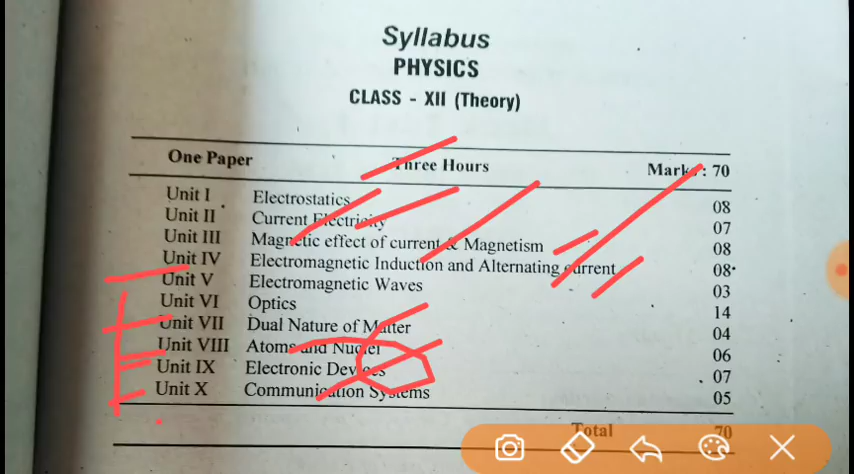 Syllabus
PHYSICS
CLASS - XII (Theory)
One Paper Three Hours Marks : 70
Unit I Electrostatics 08
Unit II Current Electricity 07
Unit III Magnetic effect of current & Magnetism 08
Unit IV Electromagnetic Induction and Alternating current 08
Unit V Electromagnetic Waves 03
Unit VI Optics 14
Unit VII Dual Nature of Matter 04
Unit VIII Atoms and Nuclei 06
Unit IX Electronic Devices 07
Unit X Communication Systems 05
Total 70